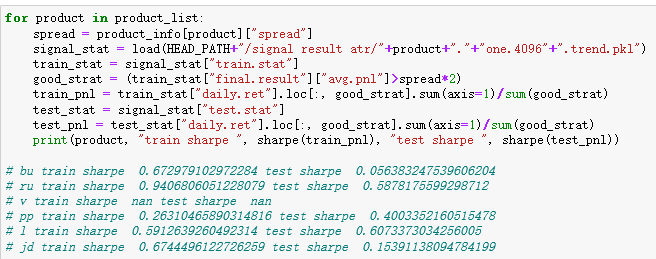 for product in product_list:
    spread = product_info[product]["spread"]
    signal_stat = load(HEAD_PATH+"/signal result atr/"+product+"."+"one.4096"+".trend.pkl")
    train_stat = signal_stat["train.stat"]
    good_strat = (train_stat["final.result"]["avg.pnl"]>spread*2)
    train_pnl = train_stat["daily.ret"].loc[:, good_strat].sum(axis=1)/sum(good_strat)
    test_stat = signal_stat["test.stat"]
    test_pnl = test_stat["daily.ret"].loc[:, good_strat].sum(axis=1)/sum(good_strat)
    print(product, "train sharpe ", sharpe(train_pnl), "test sharpe ", sharpe(test_pnl))
# bu train sharpe  0.672979102972284 test sharpe  0.056383247539606204
# ru train sharpe  0.9406806051228079 test sharpe  0.5878175599298712
# v train sharpe  nan test sharpe  nan
# pp train sharpe  0.26310465890314816 test sharpe  0.4003352160515478
# l train sharpe  0.5912639260492314 test sharpe  0.6073373034256005
# jd train sharpe  0.6744496122726259 test sharpe  0.15391138094784199